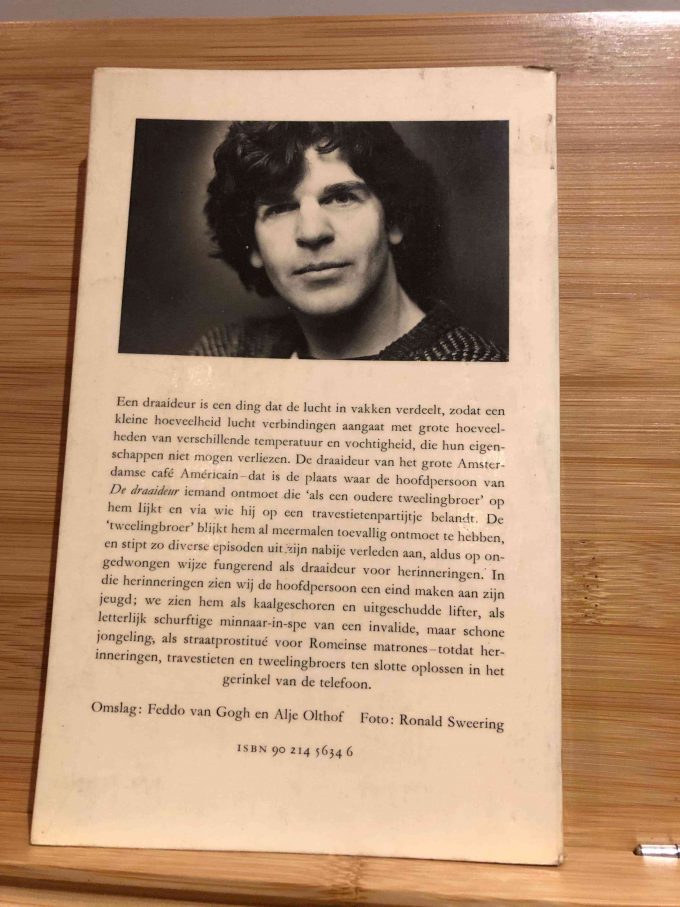 Een draaideur is een ding dat de lucht in vakken verdeelt, zodat een
kleine hoeveelheid lucht verbindingen aangaat met grote hoeveel-
heden van verschillende temperatuur en vochtigheid, die hun eigen-
schappen niet mogen verliezen. De draaideur van het grote Amster-
damse café Américain–dat is de plaats waar de hoofdpersoon van
De draaideur iemand ontmoet die ‘als een oudere tweelingbroer’ op
hem lijkt en via wie hij op een travestietenpartijtje belandt. De
‘tweelingbroer’ blijkt hem al meermalen toevallig ontmoet te hebben,
en stipt zo diverse episoden uit zijn nabije verleden aan, aldus op on-
gedwongen wijze fungerend als draaideur voor herinneringen. In
die herinneringen zien wij de hoofdpersoon een eind maken aan zijn
jeugd; we zien hem als kaalgeschoren en uitgeschudde lifter, als
letterlijk schurftige minnaar-in-spe van een invalide, maar schone
jongeling, als straatprostitué voor Romeinse matrones–totdat her-
inneringen, travestieten en tweelingbroers ten slotte oplossen in het
gerinkel van de telefoon.
Omslag: Feddo van Gogh en Alje Olthof Foto: Ronald Sweering
ISBN 90 214 5634 6